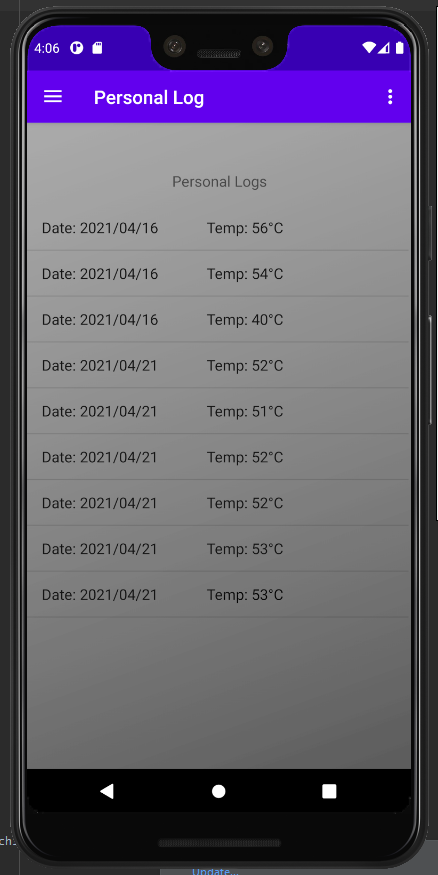 4:06
Personal Log
Personal Logs
Date: 2021/04/16 Temp: 56°C
Date: 2021/04/16 Temp: 54°C
Date: 2021/04/16 Temp: 40°C
Date: 2021/04/21 Temp: 52°C
Date: 2021/04/21 Temp: 51°C
Date: 2021/04/21 Temp: 52°C
Date: 2021/04/21 Temp: 52°C
Date: 2021/04/21 Temp: 53°C
Date: 2021/04/21 Temp: 53°C
Update...